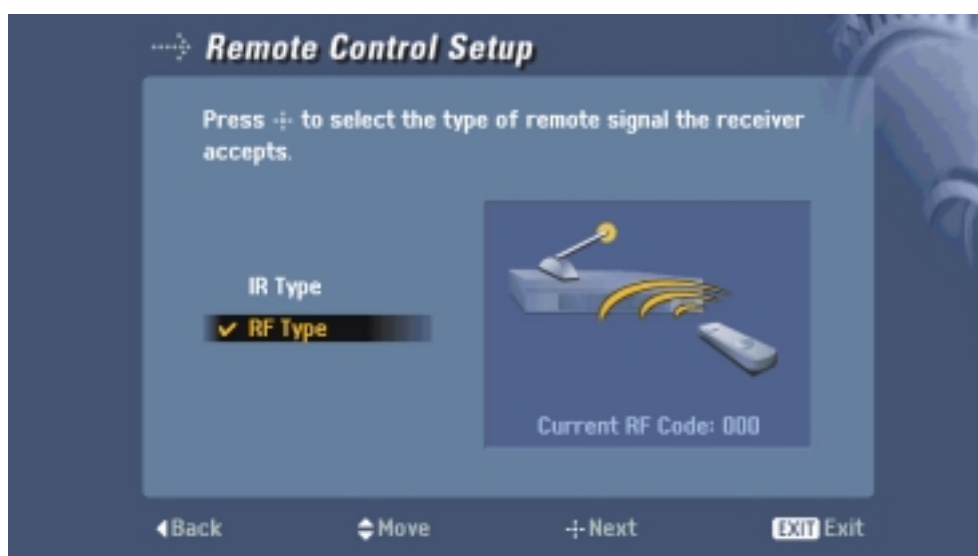 Remote Control Setup
Press to select the type of remote signal the receiver
accepts.
IR Type
RF Type
Current RF Code: 000
Back Move Next EXIT Exit